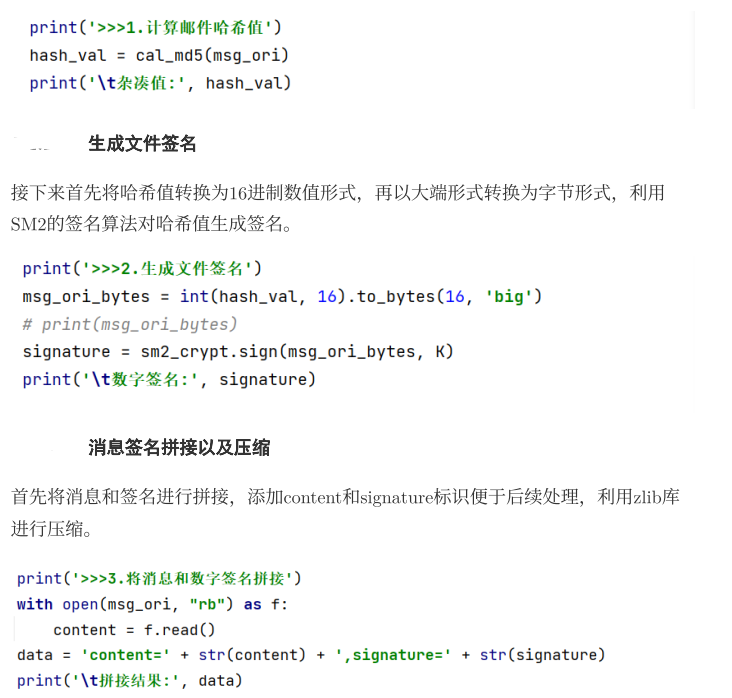 print('>>>1.计算邮件哈希值')
hash_val = cal_md5(msg_ori)
print('\t杂凑值:', hash_val)
生成文件签名
接下来首先将哈希值转换为16进制数值形式，再以大端形式转换为字节形式，利用
SM2的签名算法对哈希值生成签名。
print('>>>2.生成文件签名')
msg_ori_bytes = int(hash_val, 16).to_bytes(16, 'big')
# print(msg_ori_bytes)
signature = sm2_crypt.sign(msg_ori_bytes, K)
print('\t数字签名:', signature)
消息签名拼接以及压缩
首先将消息和签名进行拼接，添加content和signature标识便于后续处理，利用zlib库
进行压缩。
print('>>>3.将消息和数字签名拼接')
with open(msg_ori, "rb") as f:
    content = f.read()
data = 'content=' + str(content) + ',signature=' + str(signature)
print('\t拼接结果:', data)